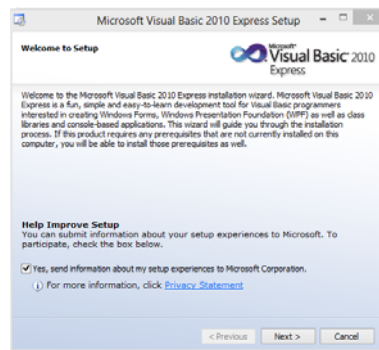 Microsoft Visual Basic 2010 Express Setup
Welcome to Setup
Microsoft®
Visual Basic® 2010
Express
Welcome to the Microsoft Visual Basic 2010 Express installation wizard. Microsoft Visual Basic 2010
Express is a fun, simple and easy-to-learn development tool for Visual Basic programmers
interested in creating Windows Forms, Windows Presentation Foundation (WPF) as well as class
libraries and console-based applications. This wizard will guide you through the installation
process. If this product requires any prerequisites that are not currently installed on this
computer, you will be able to install those prerequisites as well.
Help Improve Setup
You can submit information about your setup experiences to Microsoft. To
participate, check the box below.
Yes, send information about my setup experiences to Microsoft Corporation.
For more information, click Privacy Statement
< Previous Next > Cancel